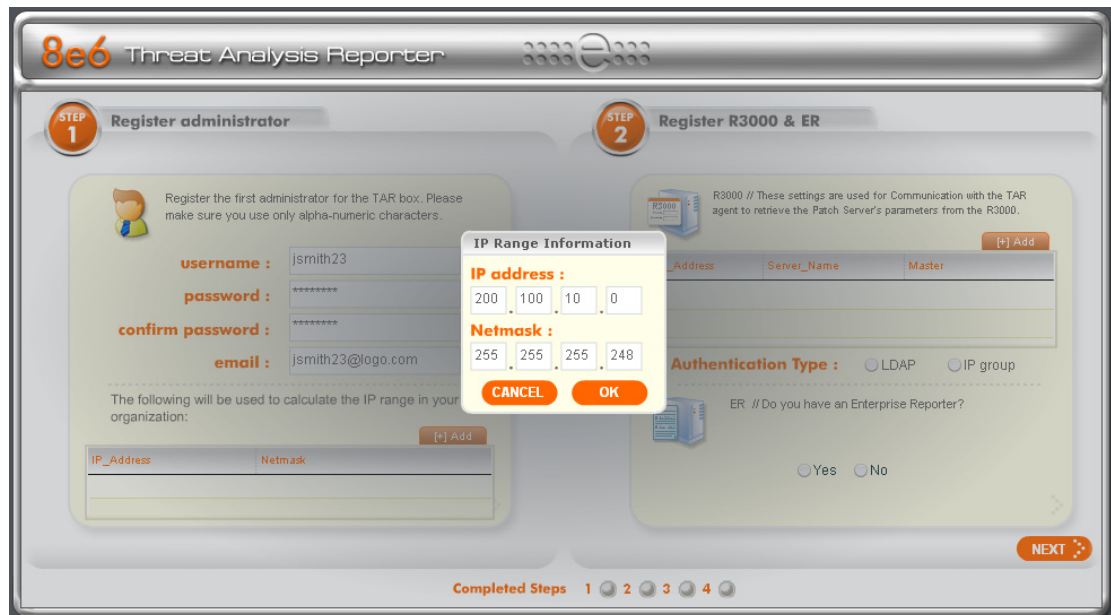 8e6 Threat Analysis Reporter
STEP 1
Register administrator
Register the first administrator for the TAR box. Please
make sure you use only alpha-numeric characters.
username : jsmith23
password : ********
confirm password : ********
email : jsmith23@logo.com
The following will be used to calculate the IP range in your
organization:
[+] Add
IP_Address Netmask
IP Range Information
IP address :
200 . 100 . 10 . 0
Netmask :
255 . 255 . 255 . 248
CANCEL OK
STEP 2
Register R3000 & ER
R3000
R3000 // These settings are used for Communication with the TAR
agent to retrieve the Patch Server's parameters from the R3000.
[+] Add
_Address Server_Name Master
Authentication Type : LDAP IP group
ER // Do you have an Enterprise Reporter?
Yes No
NEXT
Completed Steps 1 2 3 4